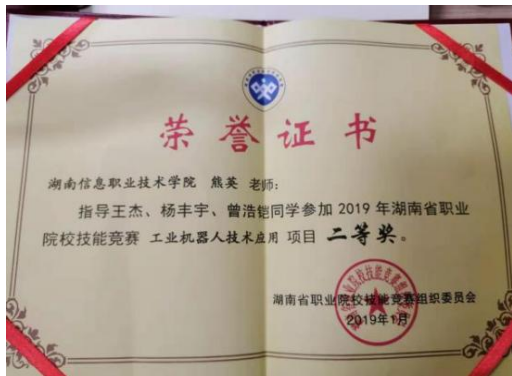 荣誉证书
湖南信息职业技术学院 熊英 老师：
指导王杰、杨丰宇、曾浩铠同学参加 2019 年湖南省职业
院校技能竞赛 工业机器人技术应用 项目 二等奖。
湖南省职业院校技能竞赛组织委员会
2019年1月